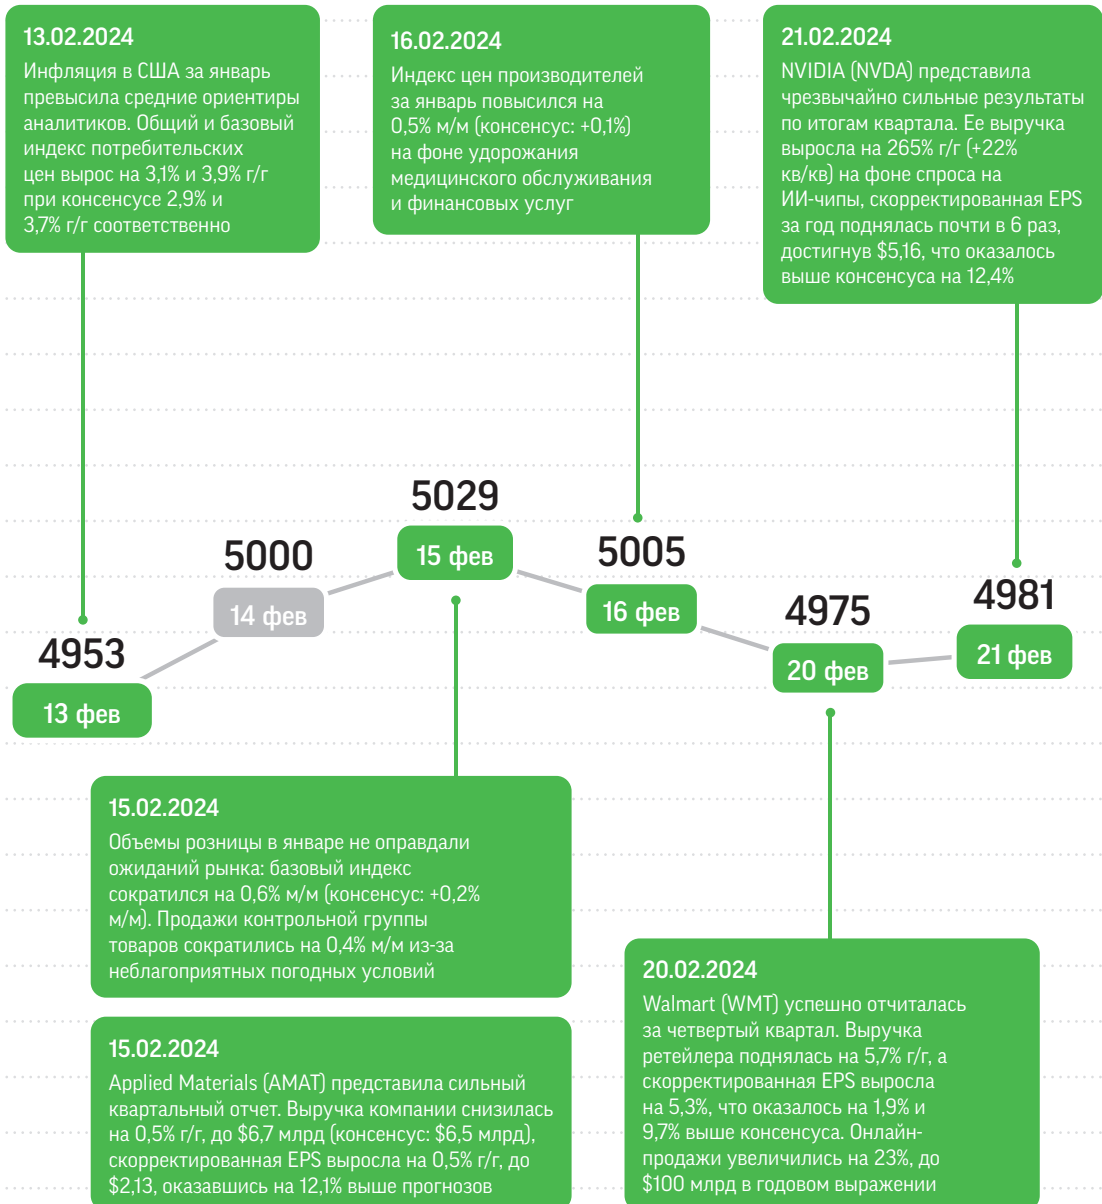 13.02.2024
Инфляция в США за январь
превысила средние ориентиры
аналитиков. Общий и базовый
индекс потребительских
цен вырос на 3,1% и 3,9% г/г
при консенсусе 2,9% и
3,7% г/г соответственно
16.02.2024
Индекс цен производителей
за январь повысился на
0,5% м/м (консенсус: +0,1%)
на фоне удорожания
медицинского обслуживания
и финансовых услуг
21.02.2024
NVIDIA (NVDA) представила
чрезвычайно сильные результаты
по итогам квартала. Ее выручка
выросла на 265% г/г (+22%
кв/кв) на фоне спроса на
ИИ-чипы, скорректированная EPS
за год поднялась почти в 6 раз,
достигнув $5,16, что оказалось
выше консенсуса на 12,4%
4953
13 фев
5000
14 фев
5029
15 фев
5005
16 фев
4975
20 фев
4981
21 фев
15.02.2024
Объемы розницы в январе не оправдали
ожиданий рынка: базовый индекс
сократился на 0,6% м/м (консенсус: +0,2%
м/м). Продажи контрольной группы
товаров сократились на 0,4% м/м из-за
неблагоприятных погодных условий
15.02.2024
Applied Materials (AMAT) представила сильный
квартальный отчет. Выручка компании снизилась
на 0,5% г/г, до $6,7 млрд (консенсус: $6,5 млрд),
скорректированная EPS выросла на 0,5% г/г, до
$2,13, оказавшись на 12,1% выше прогнозов
20.02.2024
Walmart (WMT) успешно отчиталась
за четвертый квартал. Выручка
ретейлера поднялась на 5,7% г/г, а
скорректированная EPS выросла
на 5,3%, что оказалось на 1,9% и
9,7% выше консенсуса. Онлайн-
продажи увеличились на 23%, до
$100 млрд в годовом выражении